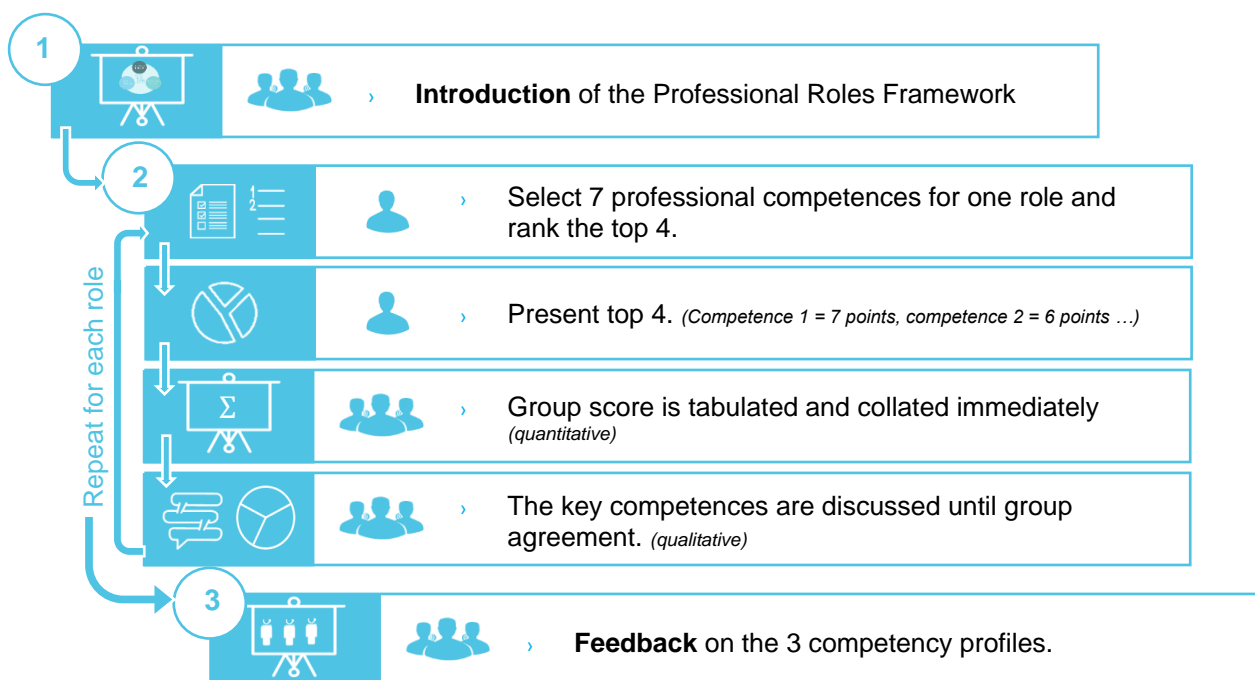 1
Introduction of the Professional Roles Framework
2
1
2
Select 7 professional competences for one role and
rank the top 4.
Present top 4. (Competence 1 = 7 points, competence 2 = 6 points …)
Σ
Group score is tabulated and collated immediately
(quantitative)
The key competences are discussed until group
agreement. (qualitative)
Repeat for each role
3
Feedback on the 3 competency profiles.